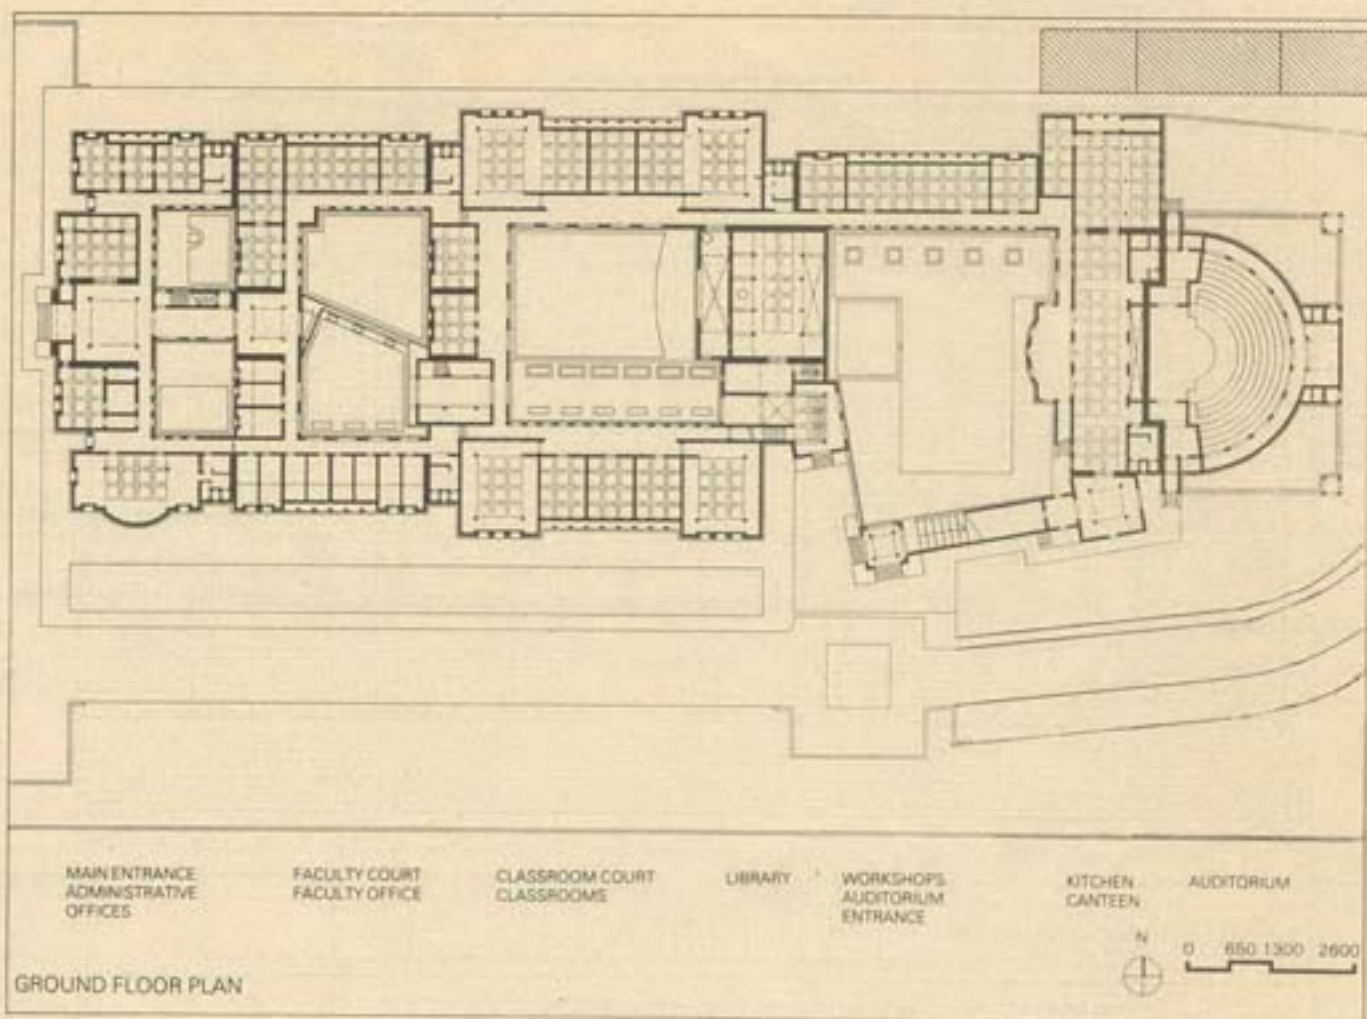 MAIN ENTRANCE
ADMINISTRATIVE
OFFICES
FACULTY COURT
FACULTY OFFICE
CLASSROOM COURT
CLASSROOMS
LIBRARY
WORKSHOPS
AUDITORIUM
ENTRANCE
KITCHEN
CANTEEN
AUDITORIUM
N
0 650 1300 2600
GROUND FLOOR PLAN